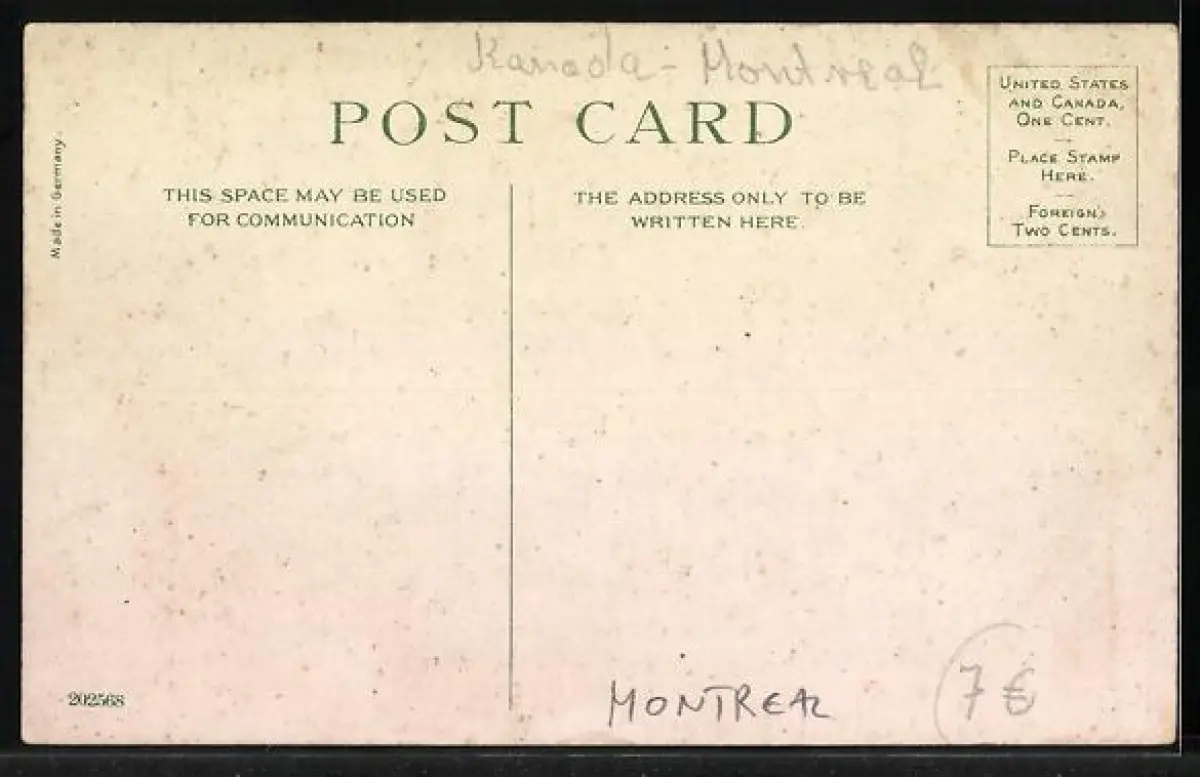 Kanada - Montreal
POST CARD
Made in Germany.
THIS SPACE MAY BE USED
FOR COMMUNICATION
THE ADDRESS ONLY TO BE
WRITTEN HERE.
UNITED STATES
AND CANADA,
ONE CENT.
PLACE STAMP
HERE.
FOREIGN,
TWO CENTS.
202568
MONTREAL
7 €